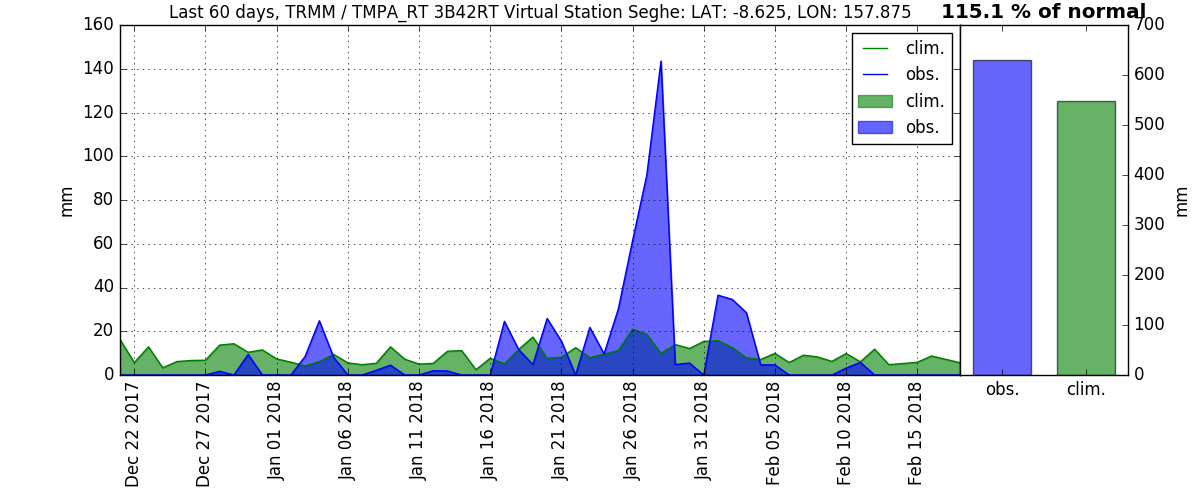 Last 60 days, TRMM / TMPA_RT 3B42RT Virtual Station Seghe: LAT: -8.625, LON: 157.875
115.1 % of normal
160
140
120
100
80
60
40
20
0
mm
clim.
obs.
clim.
obs.
700
600
500
400
300
200
100
0
mm
Dec 22 2017
Dec 27 2017
Jan 01 2018
Jan 06 2018
Jan 11 2018
Jan 16 2018
Jan 21 2018
Jan 26 2018
Jan 31 2018
Feb 05 2018
Feb 10 2018
Feb 15 2018
obs.
clim.